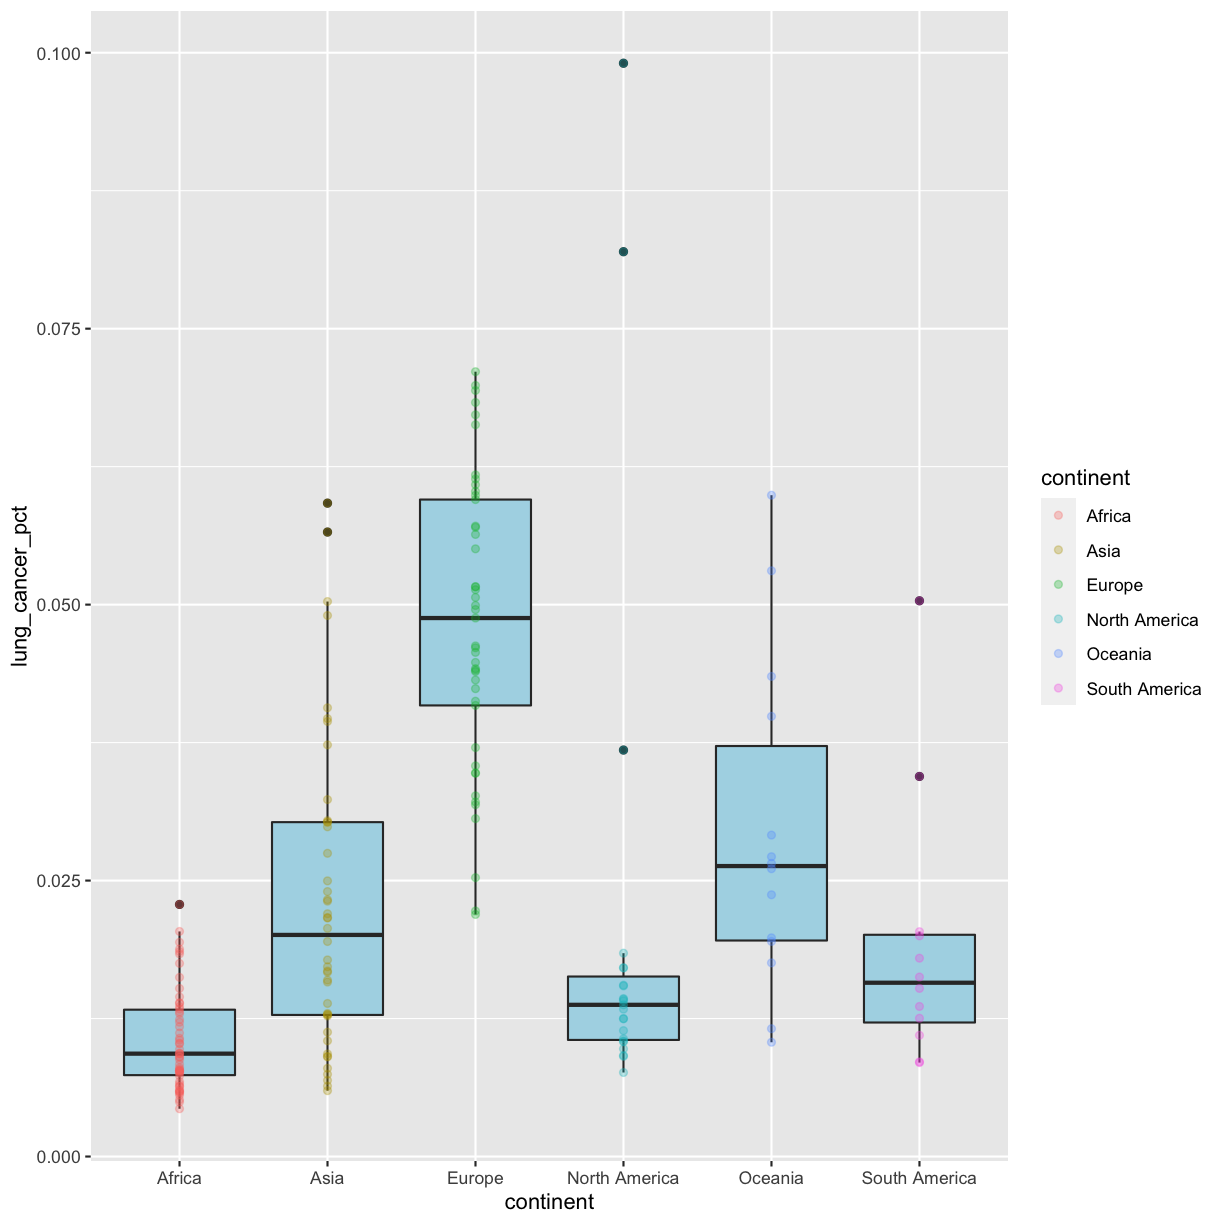 0.100
0.075
0.050
0.025
0.000
lung_cancer_pct
Africa
Asia
Europe
North America
Oceania
South America
continent
continent
Africa
Asia
Europe
North America
Oceania
South America